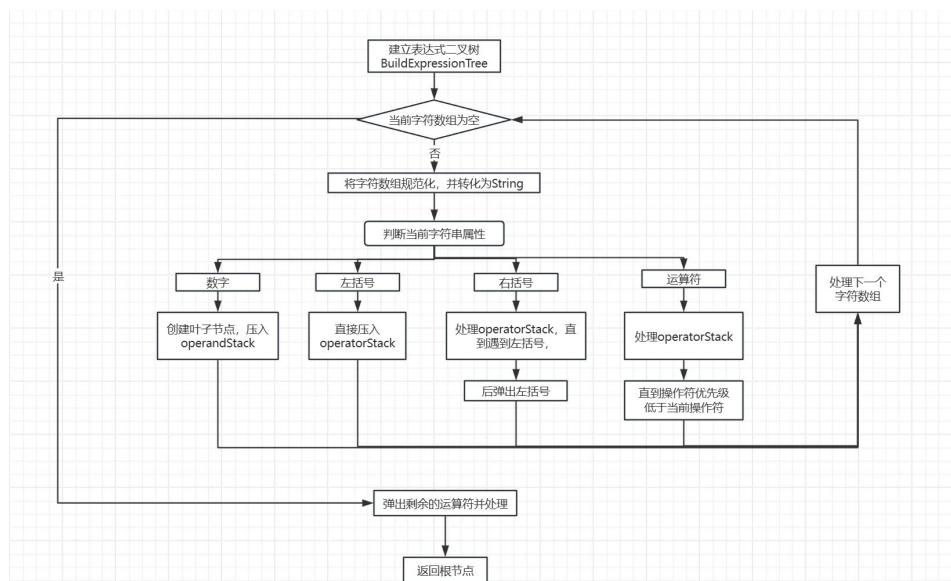 建立表达式二叉树
BuildExpressionTree
当前字符数组为空
否
将字符数组规范化，并转化为String
判断当前字符串属性
是
数字
左括号
右括号
运算符
处理下一个
字符数组
创建叶子节点，压入
operandStack
直接压入
operatorStack
处理operatorStack，直
到遇到左括号，
处理operatorStack
后弹出左括号
直到操作符优先级
低于当前操作符
弹出剩余的运算符并处理
返回根节点